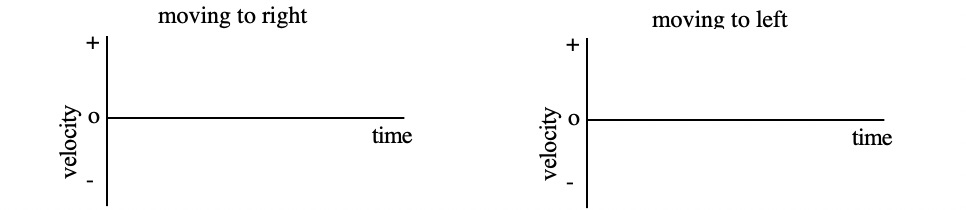 moving to right
+
velocity
o
time
-
moving to left
+
velocity
o
time
-